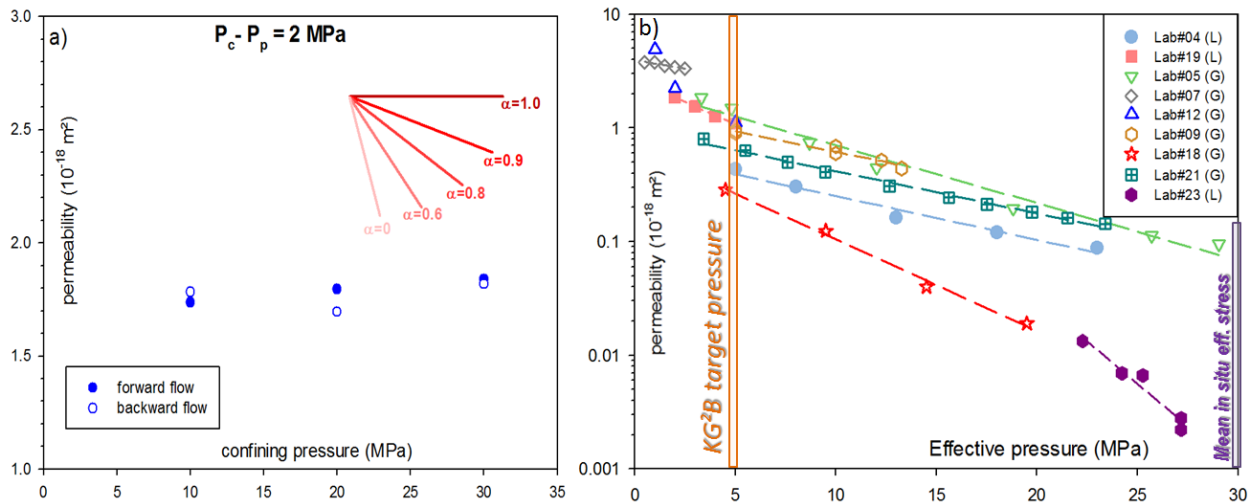 a)
P_c- P_p = 2 MPa
α=1.0
α=0.9
α=0.8
α=0.6
α=0
permeability (10⁻¹⁸ m²)
3.0
2.5
2.0
1.5
1.0
forward flow
backward flow
confining pressure (MPa)
0 5 10 15 20 25 30 35
b)
Lab#04 (L)
Lab#19 (L)
Lab#05 (G)
Lab#07 (G)
Lab#12 (G)
Lab#09 (G)
Lab#18 (G)
Lab#21 (G)
Lab#23 (L)
permeability (10⁻¹⁸ m²)
10
1
0.1
0.01
0.001
KG²B target pressure
Mean in situ eff. stress
Effective pressure (MPa)
0 5 10 15 20 25 30